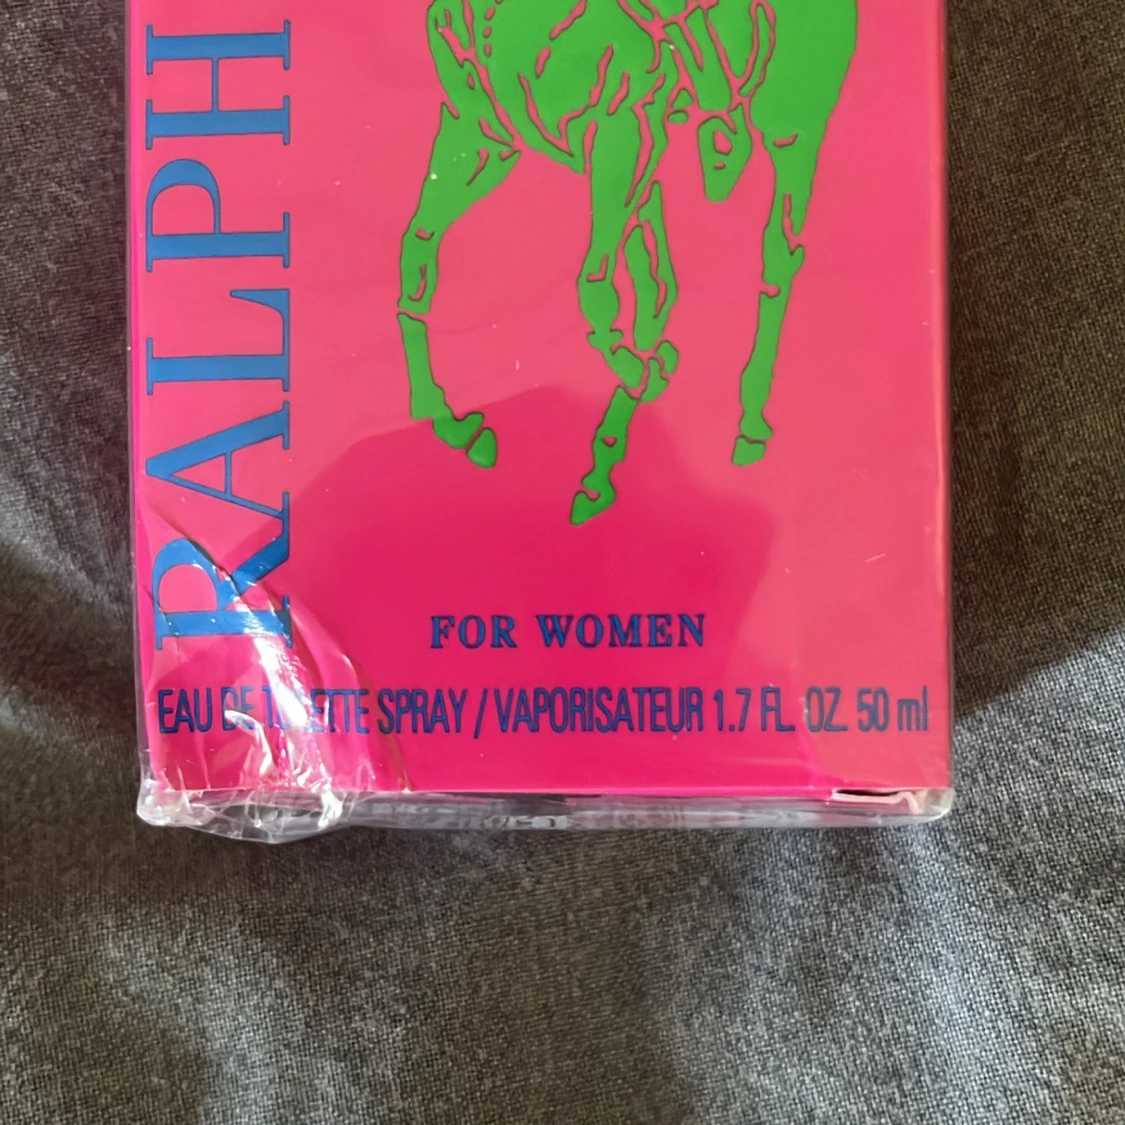 RALPH
FOR WOMEN
EAU DE TOILETTE SPRAY / VAPORISATEUR 1.7 FL. OZ. 50 ml